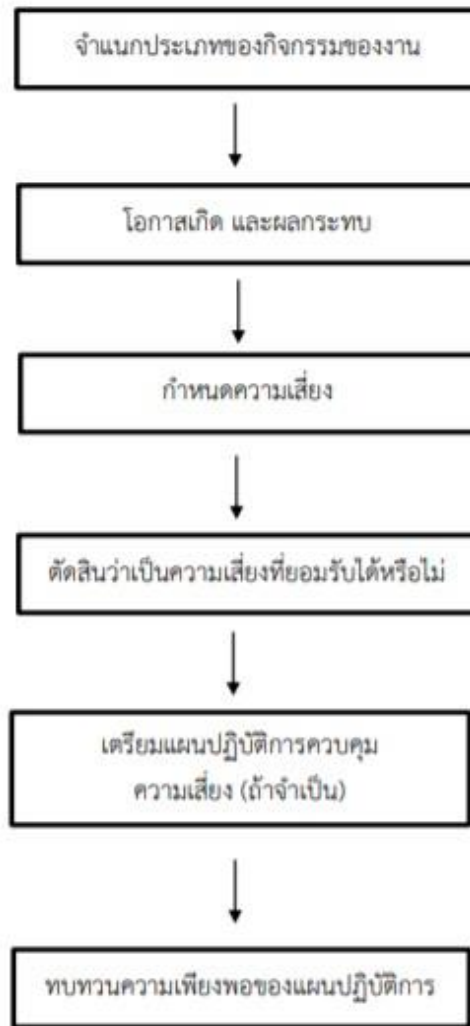 จำแนกประเภทของกิจกรรมของงาน
โอกาสเกิด และผลกระทบ
กำหนดความเสี่ยง
ตัดสินว่าเป็นความเสี่ยงที่ยอมรับได้หรือไม่
เตรียมแผนปฏิบัติการควบคุม
ความเสี่ยง (ถ้าจำเป็น)
ทบทวนความเพียงพอของแผนปฏิบัติการ